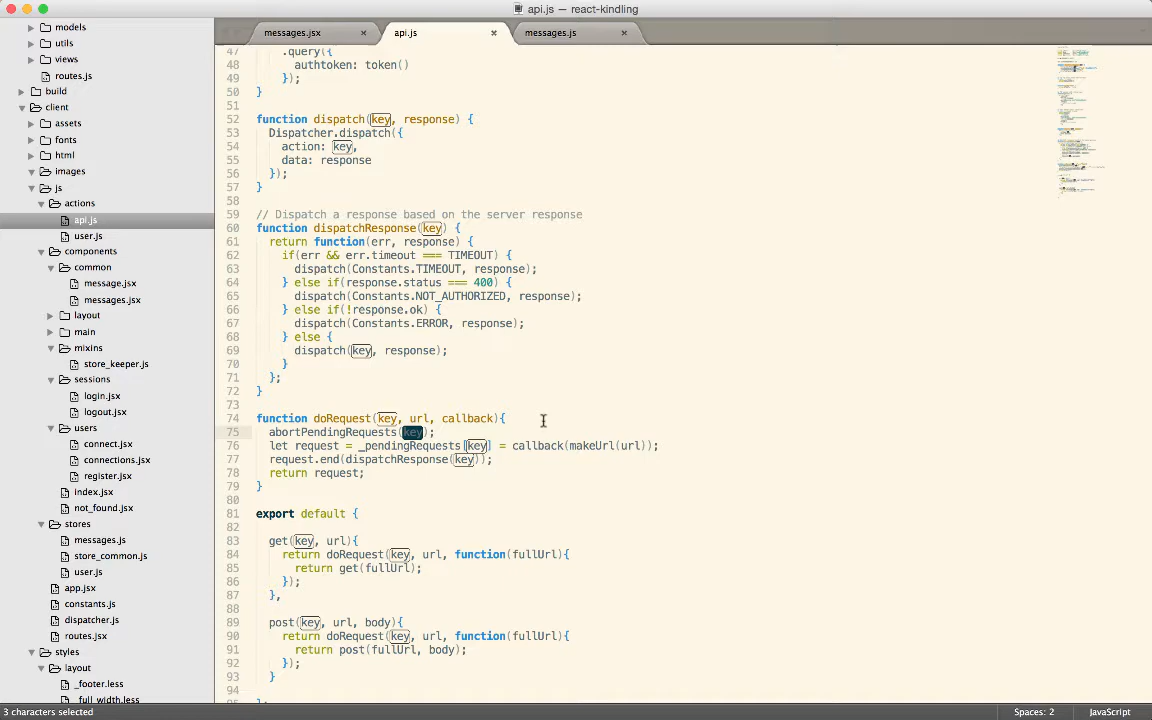 api.js — react-kindling
messages.jsx
api.js
messages.js
models
utils
views
routes.js
build
client
assets
fonts
html
images
js
actions
api.js
user.js
components
common
message.jsx
messages.jsx
layout
main
mixins
store_keeper.js
sessions
login.jsx
logout.jsx
users
connect.jsx
connections.jsx
register.jsx
index.jsx
not_found.jsx
stores
messages.js
store_common.js
user.js
app.jsx
constants.js
dispatcher.js
routes.jsx
styles
layout
_footer.less
_full_width.less
47 .query({
48 authtoken: token()
49 });
50 }
51
52 function dispatch(key, response) {
53 Dispatcher.dispatch({
54 action: key,
55 data: response
56 });
57 }
58
59 // Dispatch a response based on the server response
60 function dispatchResponse(key) {
61 return function(err, response) {
62 if(err && err.timeout === TIMEOUT) {
63 dispatch(Constants.TIMEOUT, response);
64 } else if(response.status === 400) {
65 dispatch(Constants.NOT_AUTHORIZED, response);
66 } else if(!response.ok) {
67 dispatch(Constants.ERROR, response);
68 } else {
69 dispatch(key, response);
70 }
71 };
72 }
73
74 function doRequest(key, url, callback){
75 abortPendingRequests(key);
76 let request = _pendingRequests[key] = callback(makeUrl(url));
77 request.end(dispatchResponse(key));
78 return request;
79 }
80
81 export default {
82
83 get(key, url){
84 return doRequest(key, url, function(fullUrl){
85 return get(fullUrl);
86 });
87 },
88
89 post(key, url, body){
90 return doRequest(key, url, function(fullUrl){
91 return post(fullUrl, body);
92 });
93 }
94
3 characters selected
Spaces: 2
JavaScript